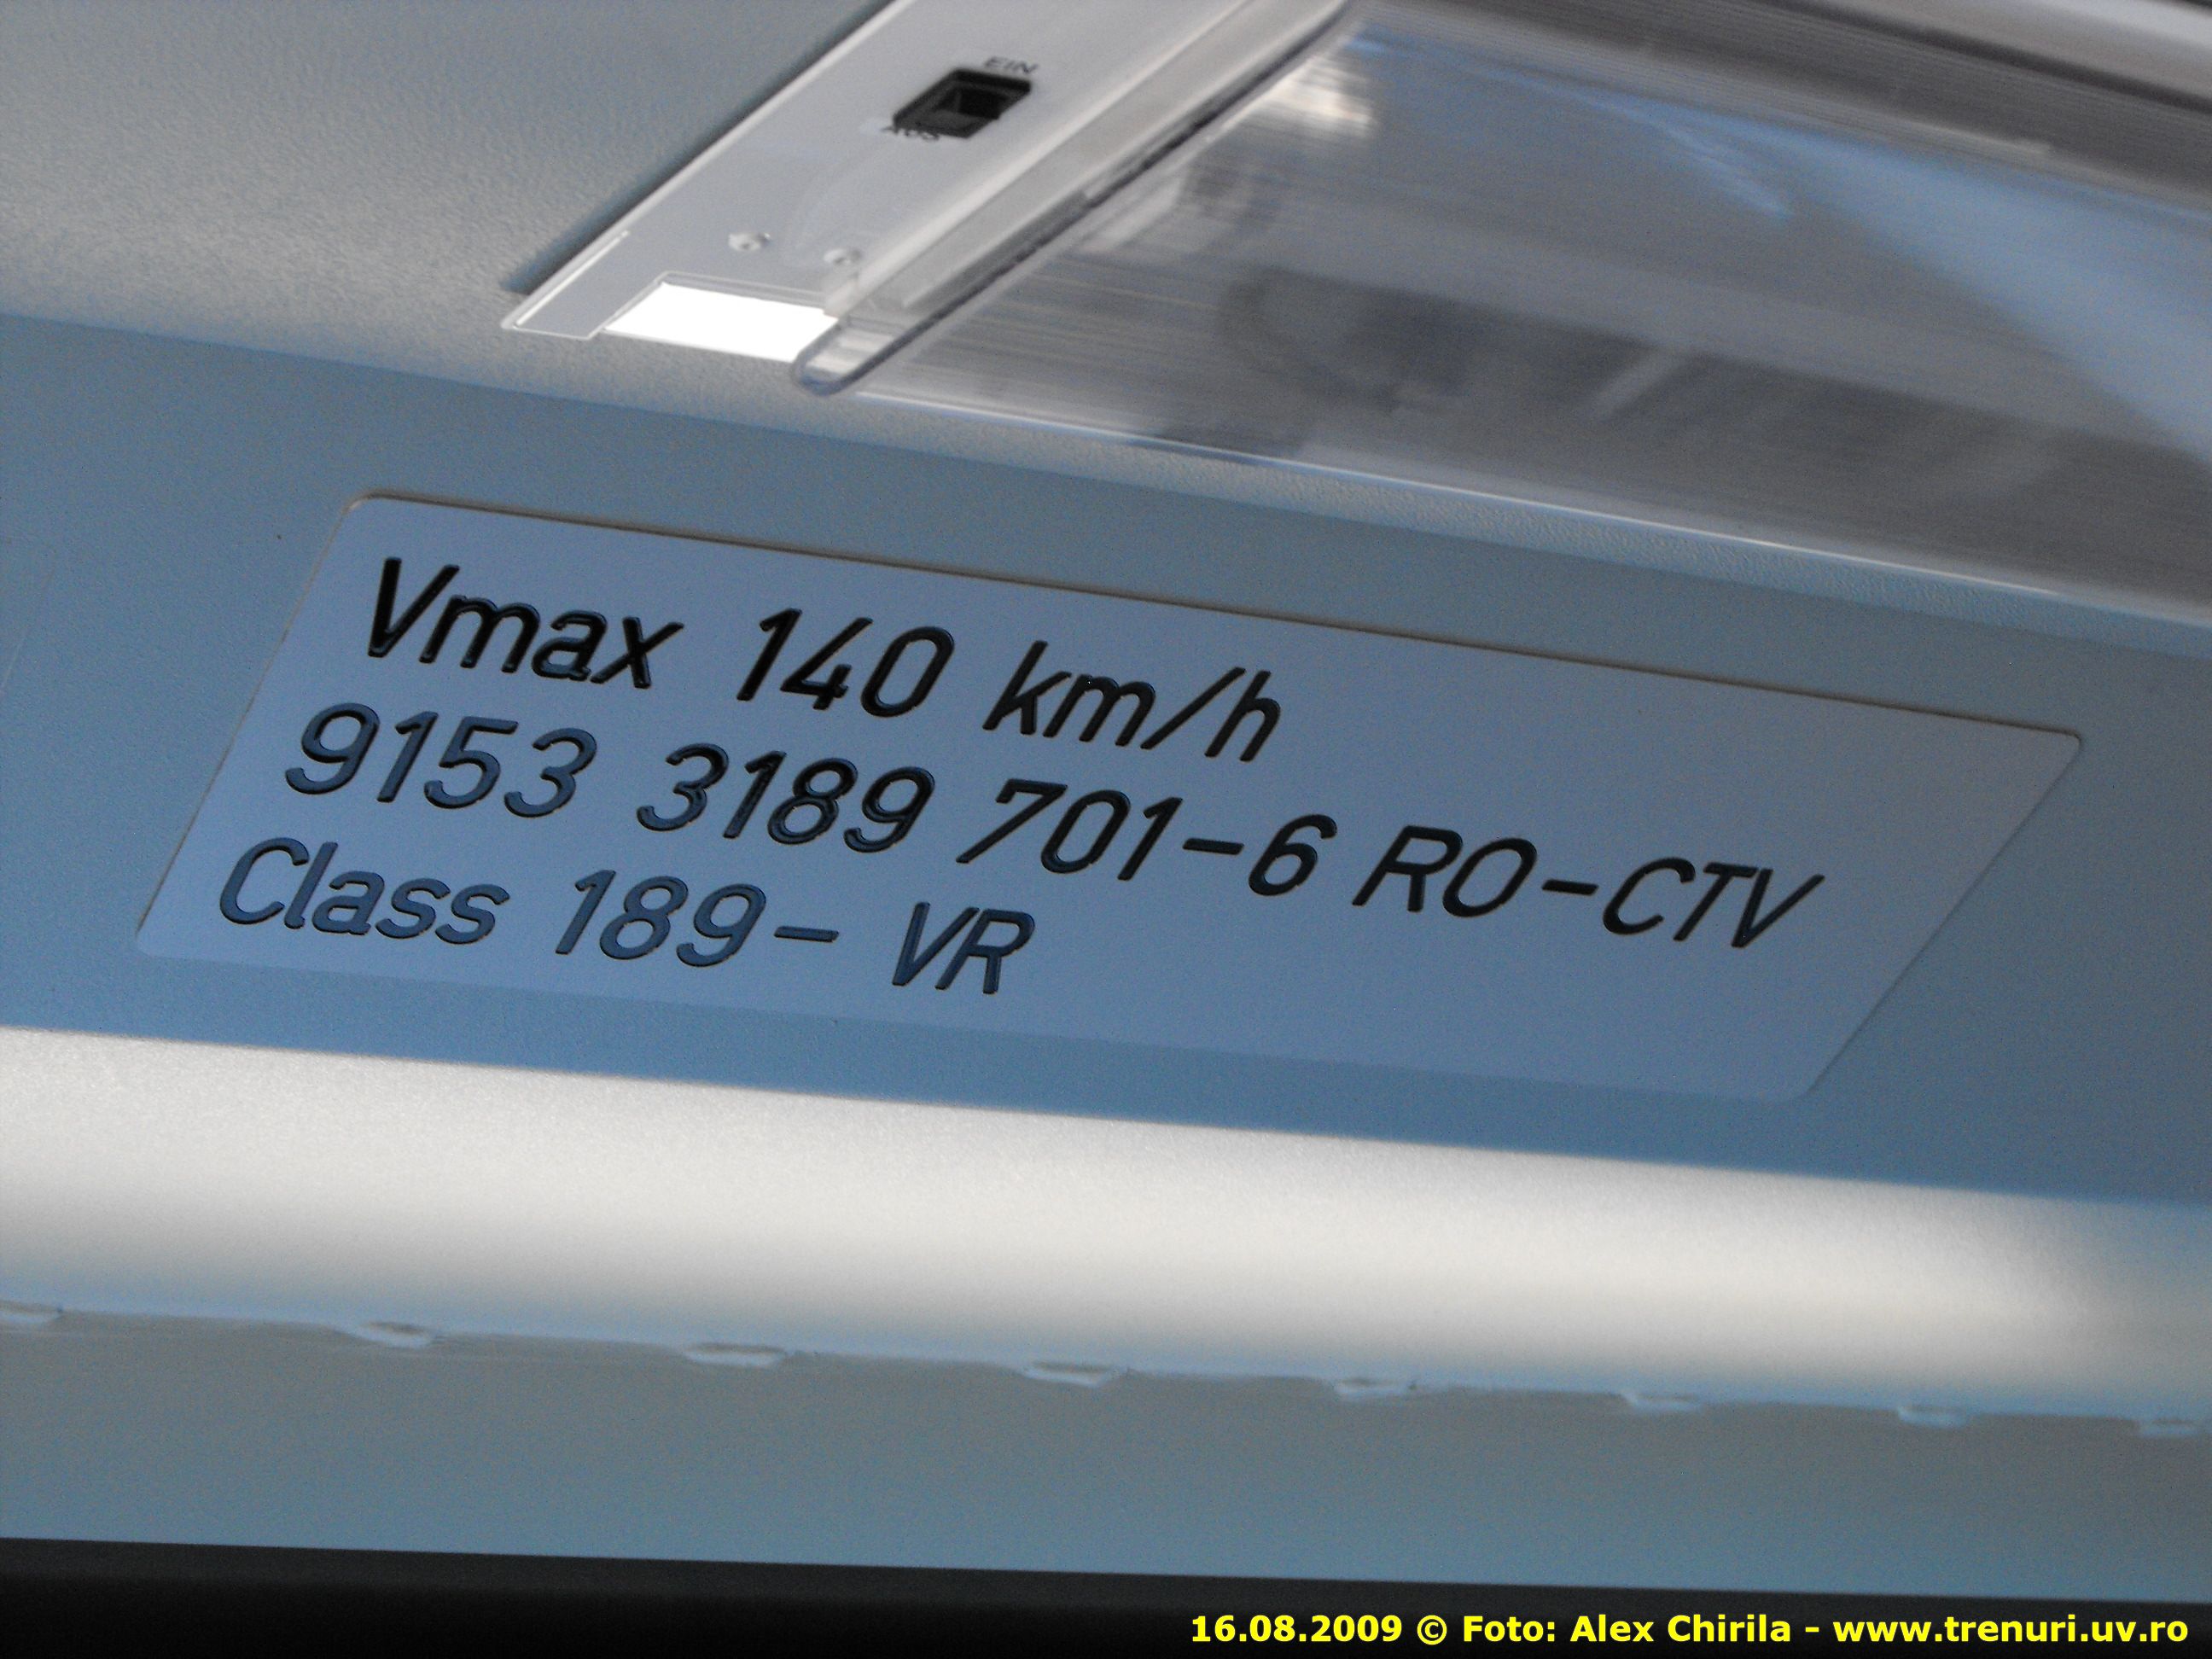 EIN
AUS
Vmax 140 km/h
9153 3189 701-6 RO-CTV
Class 189- VR
16.08.2009 © Foto: Alex Chirila - www.trenuri.uv.ro